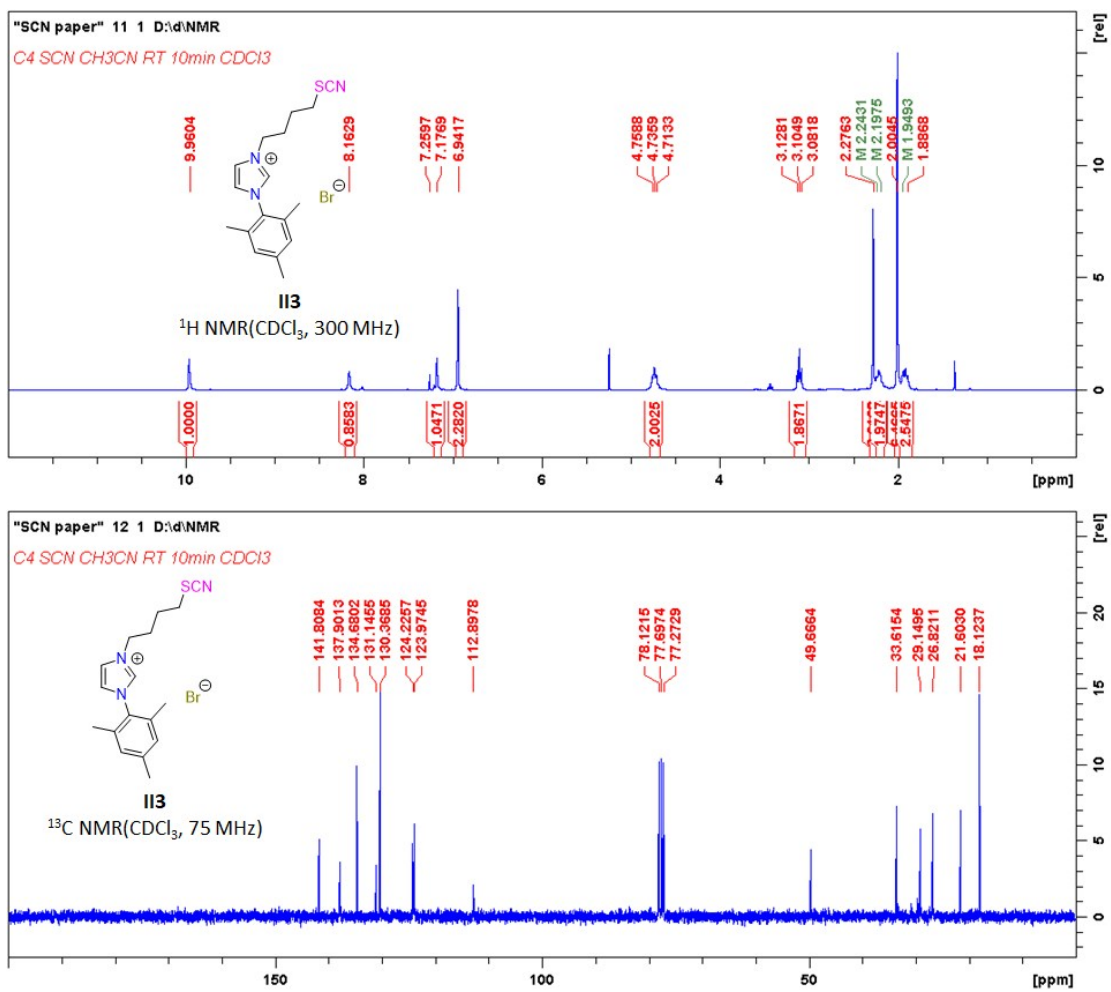 "SCN paper" 11 1 D:\d\NMR
[rel]
C4 SCN CH3CN RT 10min CDCl3
SCN
N
⊕
N
Br⊖
II3
¹H NMR(CDCl₃, 300 MHz)
9.9604
8.1629
7.2597
7.1769
6.9417
4.7588
4.7359
4.7133
3.1281
3.1049
3.0818
2.2763
M 2.2431
M 2.1975
2.0045
M 1.9493
1.8868
10
5
0
1.0000
0.8583
1.0471
2.2820
2.0025
1.8671
1.9747
2.5475
10
8
6
4
2
[ppm]
"SCN paper" 12 1 D:\d\NMR
[rel]
C4 SCN CH3CN RT 10min CDCl3
SCN
N
⊕
N
Br⊖
II3
¹³C NMR(CDCl₃, 75 MHz)
141.8084
137.9013
134.6802
131.1455
130.3685
124.2257
123.9745
112.8978
78.1215
77.6974
77.2729
49.6664
33.6154
29.1495
26.8211
21.6030
18.1237
20
15
10
5
0
150
100
50
[ppm]